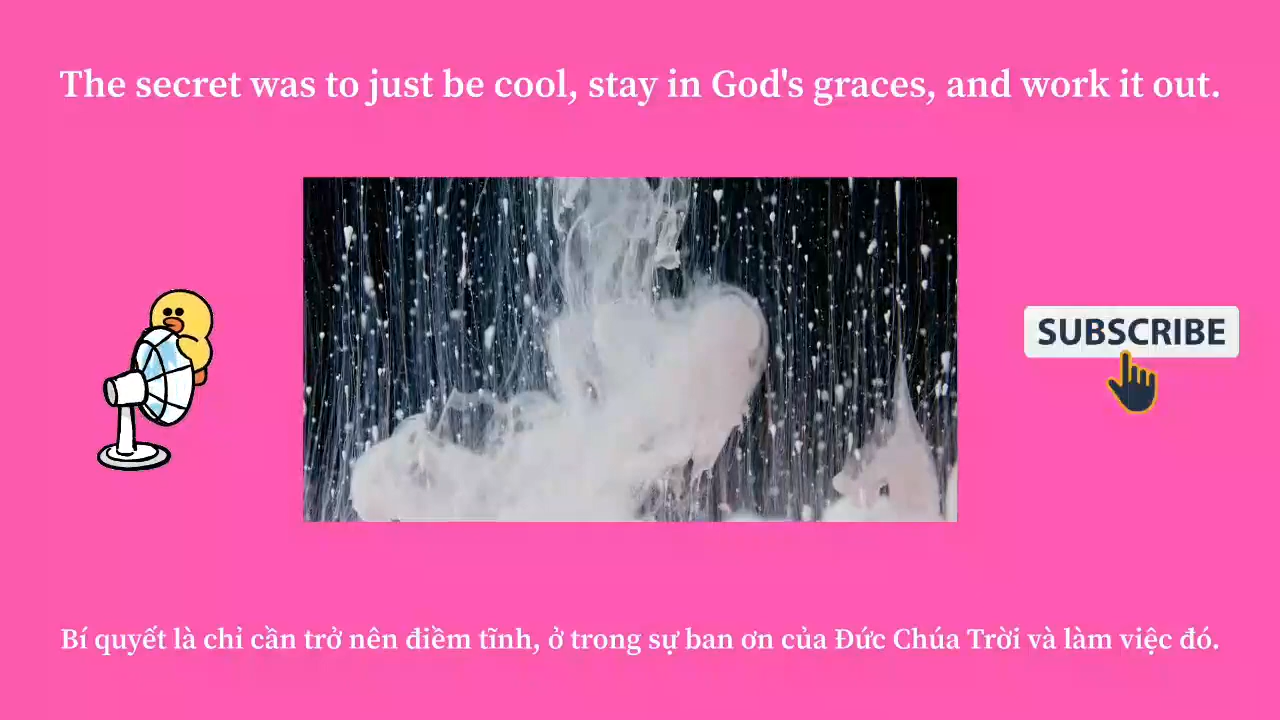 The secret was to just be cool, stay in God's graces, and work it out.
SUBSCRIBE
Bí quyết là chỉ cần trở nên điềm tĩnh, ở trong sự ban ơn của Đức Chúa Trời và làm việc đó.